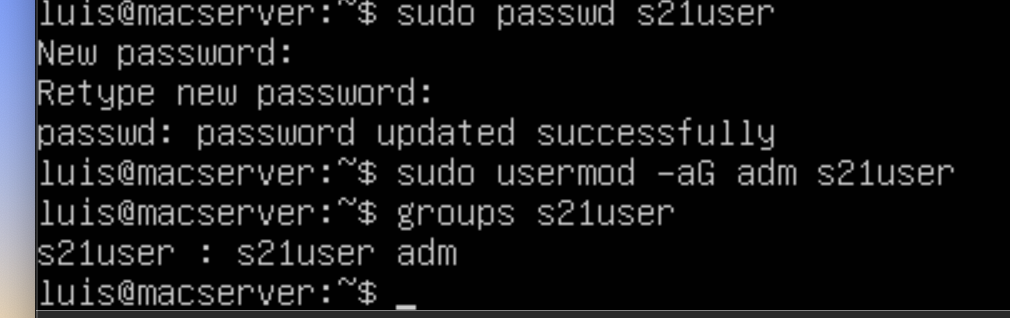 luis@macserver:~$ sudo passwd s21user
New password:
Retype new password:
passwd: password updated successfully
luis@macserver:~$ sudo usermod -aG adm s21user
luis@macserver:~$ groups s21user
s21user : s21user adm
luis@macserver:~$ _